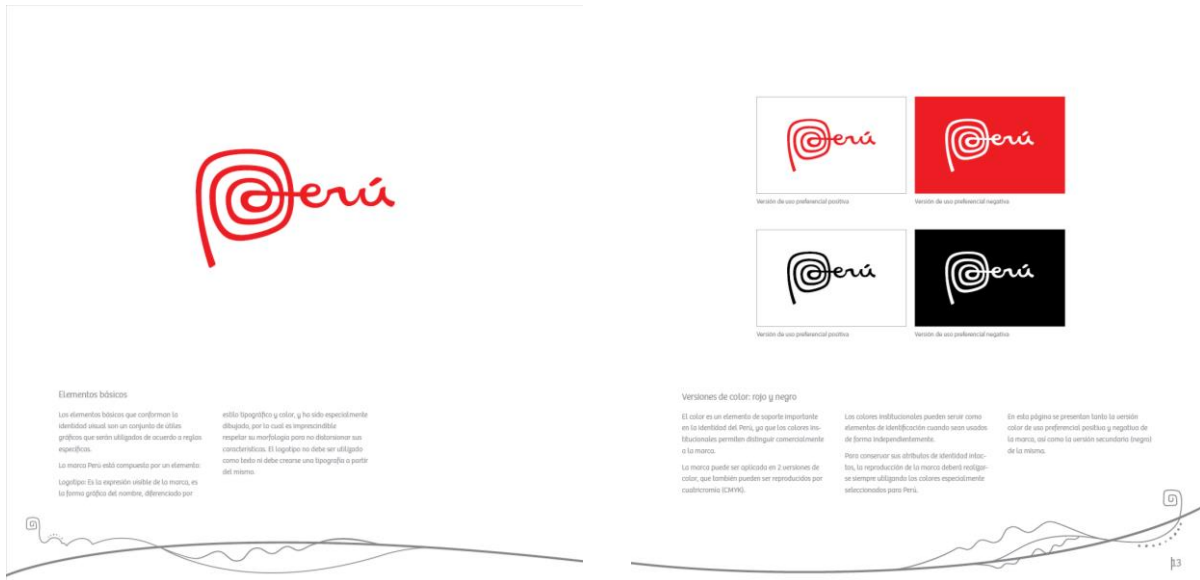 Perú
Elementos básicos
Los elementos básicos que conforman la
identidad visual son un conjunto de útiles
gráficos que serán utilizados de acuerdo a reglas
específicas.
La marca Perú está compuesta por un elemento:
Logotipo: Es la expresión visible de la marca, es
la forma gráfica del nombre, diferenciado por
estilo tipográfico y color, y ha sido especialmente
dibujado, por lo cual es imprescindible
respetar su morfología para no distorsionar sus
características. El logotipo no debe ser utilizado
como texto ni debe crearse una tipografía a partir
del mismo.
Perú
Perú
Versión de uso preferencial positiva
Versión de uso preferencial negativa
Perú
Perú
Versión de uso preferencial positiva
Versión de uso preferencial negativa
Versiones de color: rojo y negro
El color es un elemento de soporte importante
en la identidad del Perú, ya que los colores ins-
titucionales permiten distinguir comercialmente
a la marca.
La marca puede ser aplicada en 2 versiones de
color, que también pueden ser reproducidos por
cuatricromía (CMYK).
Los colores institucionales pueden servir como
elementos de identificación cuando sean usados
de forma independientemente.
Para conservar sus atributos de identidad intac-
tos, la reproducción de la marca deberá realizar-
se siempre utilizando los colores especialmente
seleccionados para Perú.
En esta página se presentan tanto la versión
color de uso preferencial positiva y negativa de
la marca, así como la versión secundaria (negro)
de la misma.
13